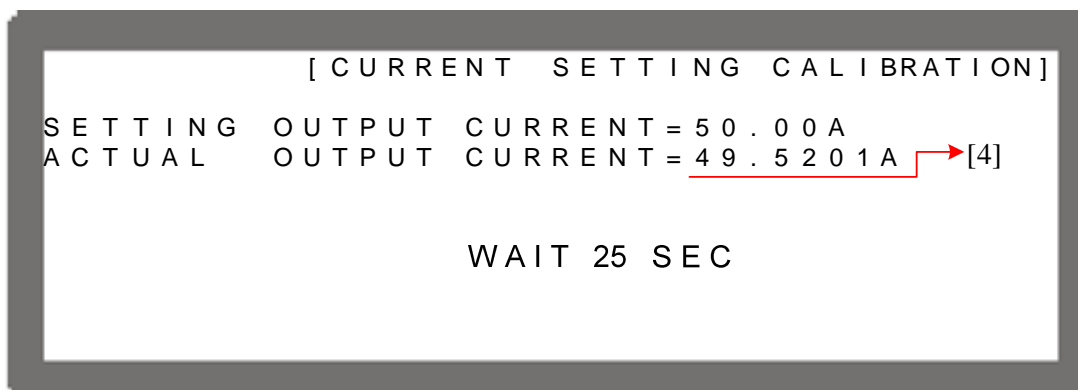 [CURRENT SETTING CALIBRATION]
SETTING OUTPUT CURRENT=50.00A
ACTUAL OUTPUT CURRENT=49.5201A [4]
WAIT 25 SEC